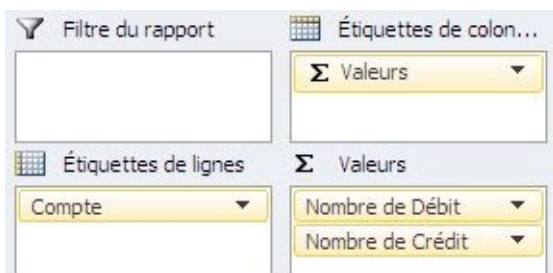 Filtre du rapport
Étiquettes de colon...
Σ Valeurs
Étiquettes de lignes
Σ Valeurs
Compte
Nombre de Débit
Nombre de Crédit